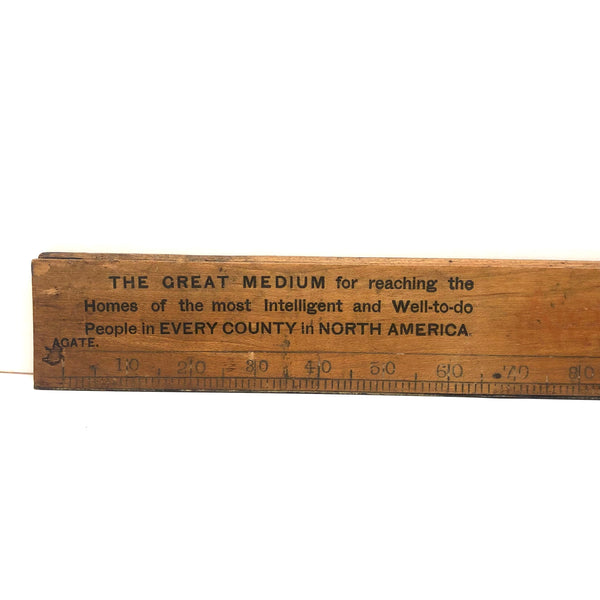 THE GREAT MEDIUM for reaching the
Homes of the most Intelligent and Well-to-do
People in EVERY COUNTY in NORTH AMERICA
AGATE.
10 20 30 40 50 60 70 80